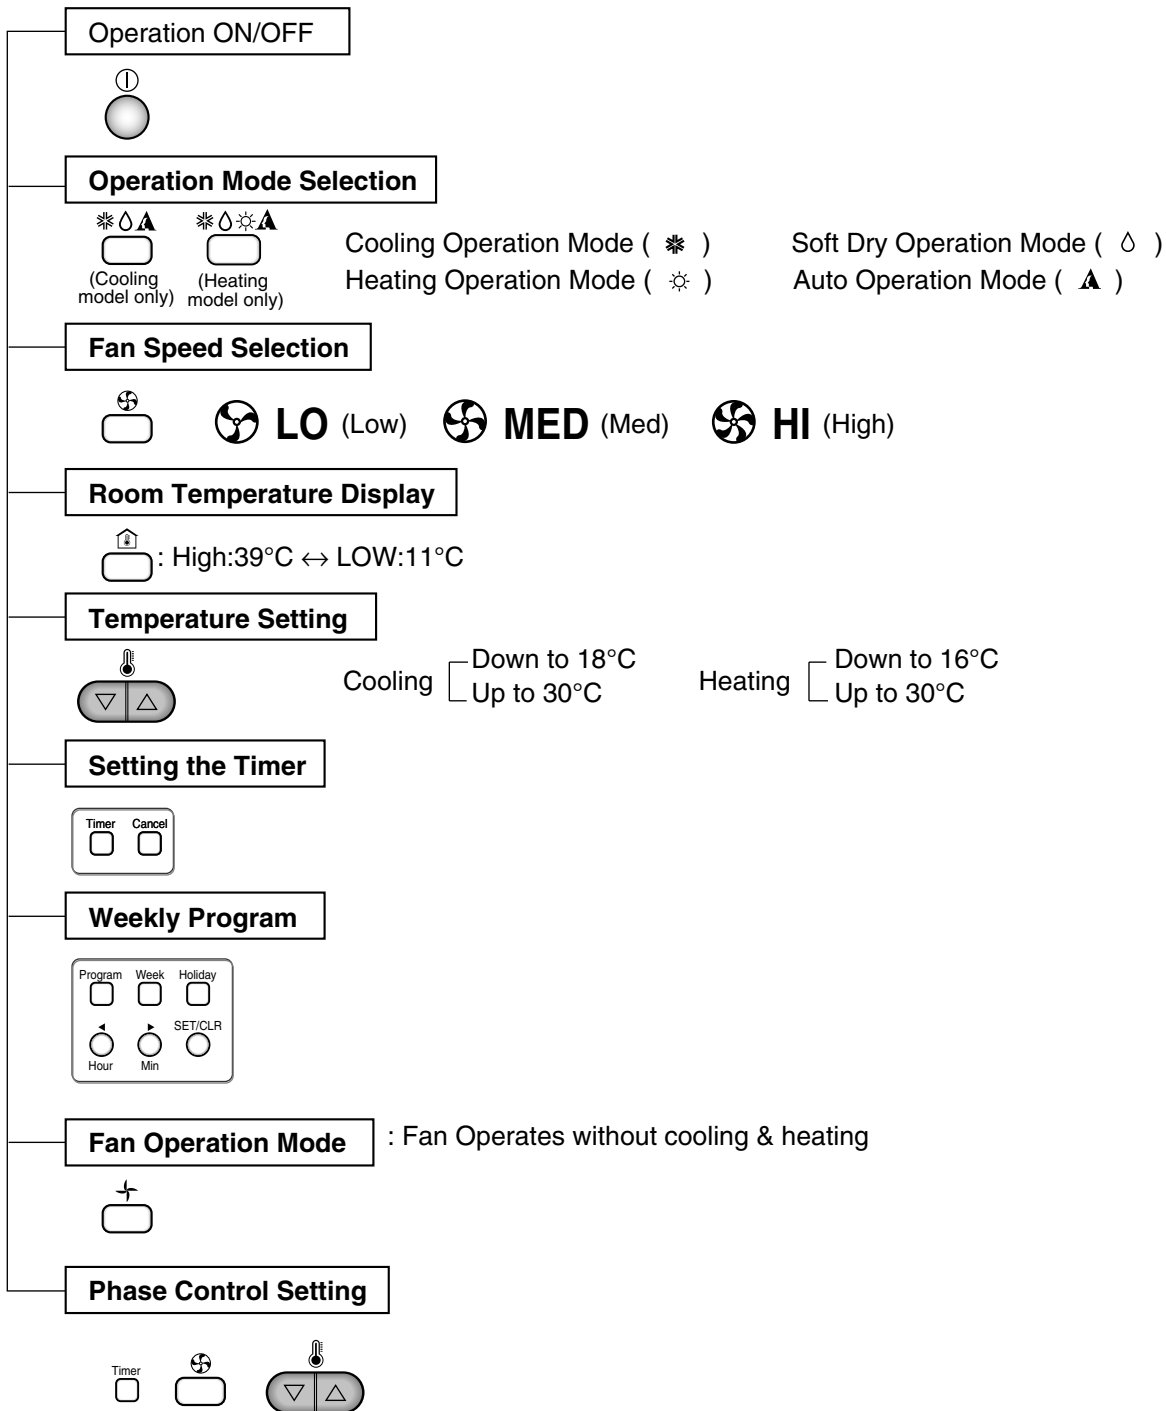 Operation ON/OFF
Operation Mode Selection
(Cooling model only)
(Heating model only)
Cooling Operation Mode ( ) Soft Dry Operation Mode ( )
Heating Operation Mode ( ) Auto Operation Mode ( )
Fan Speed Selection
LO (Low) MED (Med) HI (High)
Room Temperature Display
: High:39°C ↔ LOW:11°C
Temperature Setting
Cooling Down to 18°C Up to 30°C
Heating Down to 16°C Up to 30°C
Setting the Timer
Timer Cancel
Weekly Program
Program Week Holiday
SET/CLR
Hour Min
Fan Operation Mode : Fan Operates without cooling & heating
Phase Control Setting
Timer